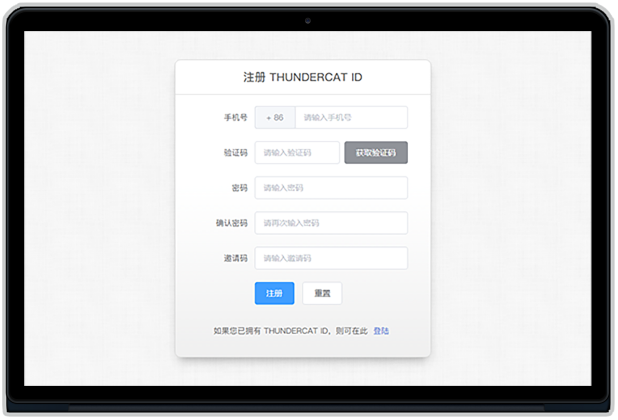 注册 THUNDERCAT ID
手机号 + 86 请输入手机号
验证码 请输入验证码 获取验证码
密码 请输入密码
确认密码 请再次输入密码
邀请码 请输入邀请码
注册 重置
如果您已拥有 THUNDERCAT ID，则可在此 登陆